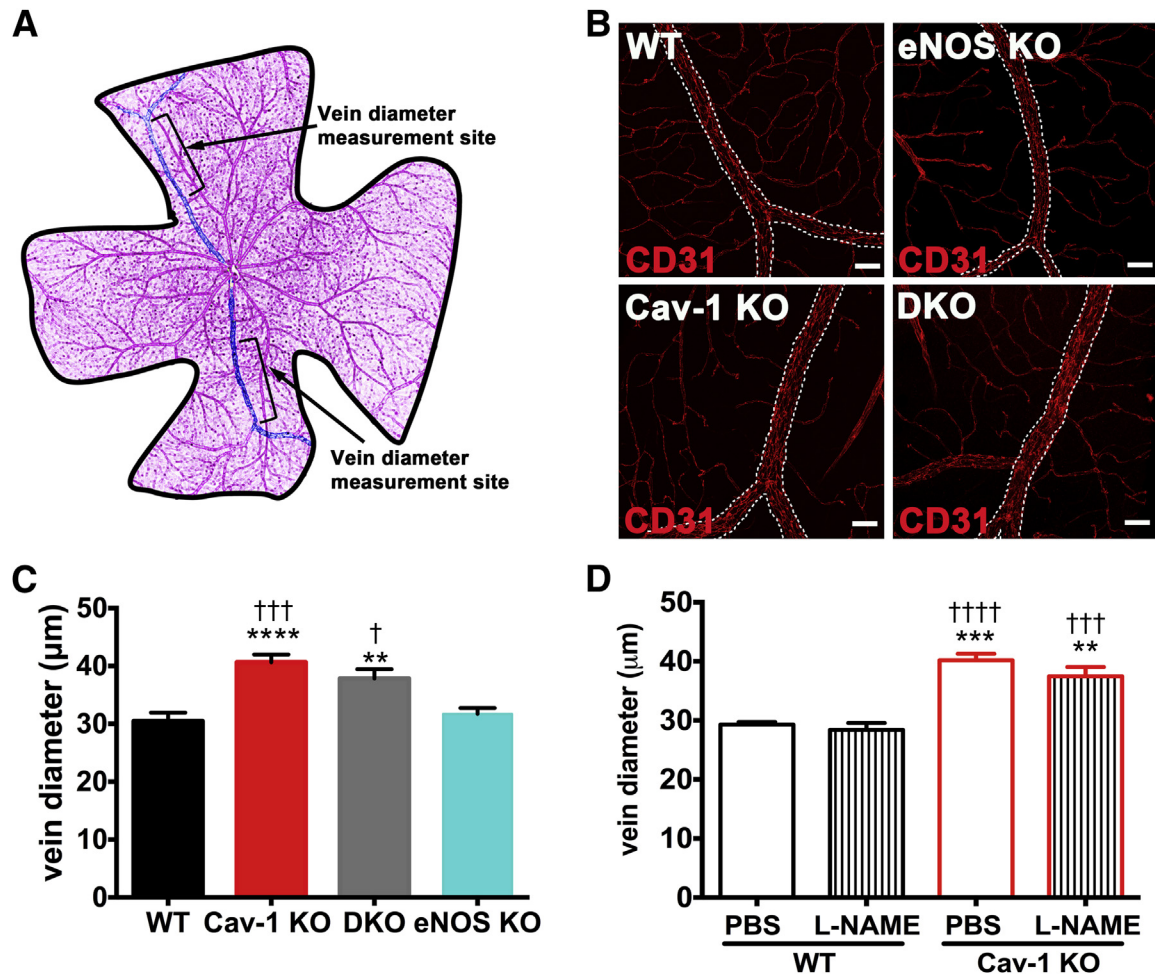 A
Vein diameter
measurement site
Vein diameter
measurement site
B
WT
CD31
eNOS KO
CD31
Cav-1 KO
CD31
DKO
CD31
C
vein diameter (µm)
50
40
30
20
10
0
†††
****
†
**
WT Cav-1 KO DKO eNOS KO
D
vein diameter (µm)
50
40
30
20
10
0
††††
***
†††
**
PBS L-NAME PBS L-NAME
WT Cav-1 KO